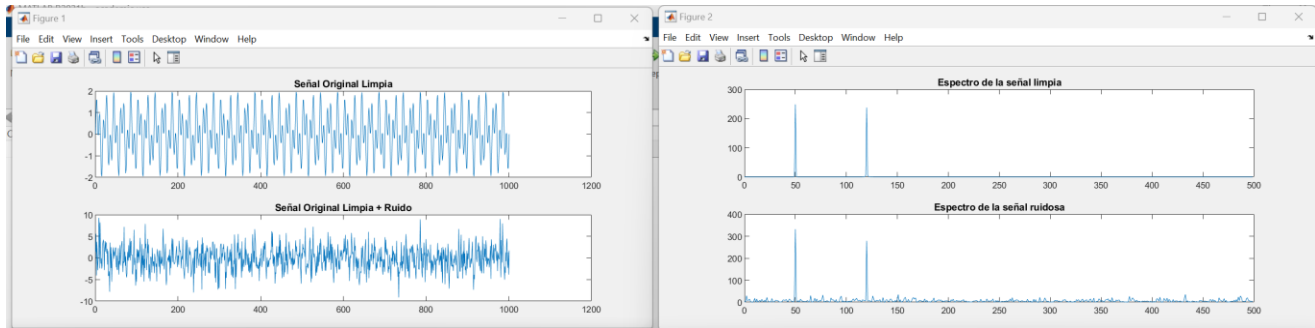 Figure 1
File Edit View Insert Tools Desktop Window Help
Señal Original Limpia
2
1
0
-1
-2
0 200 400 600 800 1000 1200
Señal Original Limpia + Ruido
10
5
0
-5
-10
0 200 400 600 800 1000 1200
Figure 2
File Edit View Insert Tools Desktop Window Help
Espectro de la señal limpia
300
200
100
0
0 50 100 150 200 250 300 350 400 450 500
Espectro de la señal ruidosa
400
300
200
100
0
0 50 100 150 200 250 300 350 400 450 500